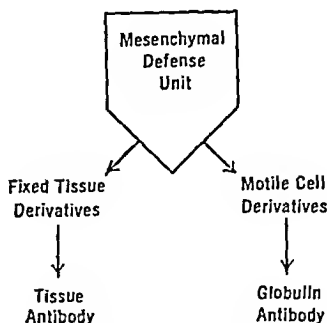 Mesenchymal
Defense
Unit
Fixed Tissue
Derivatives
Motile Cell
Derivatives
Tissue
Antibody
Globulin
Antibody